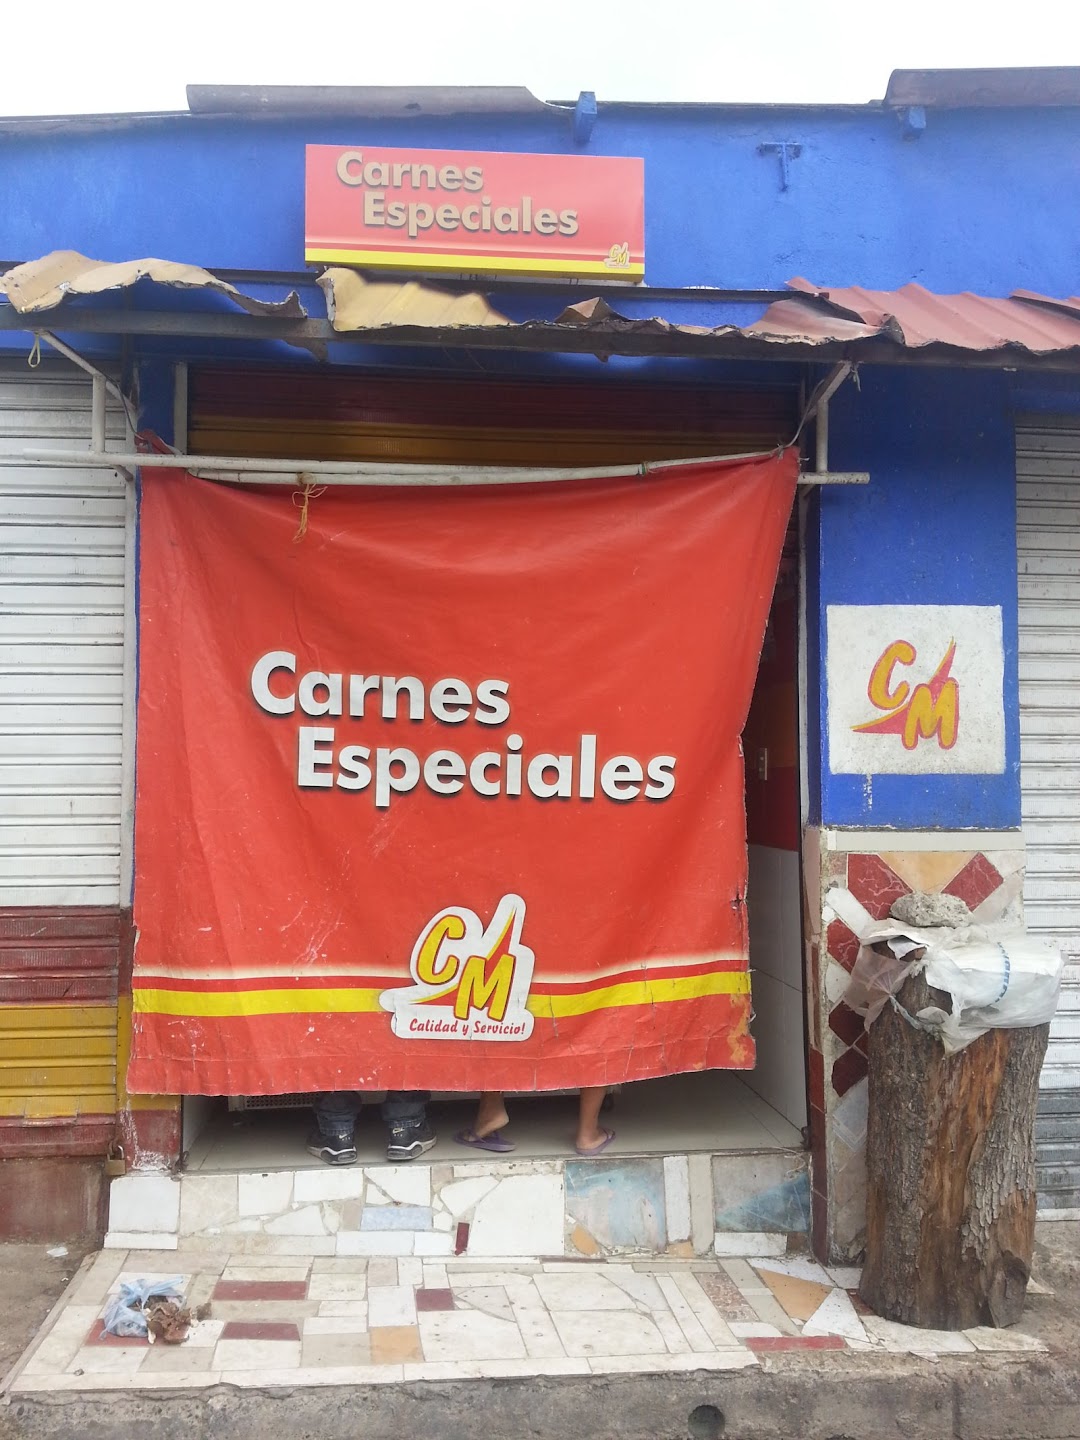 Carnes
Especiales
CM
Carnes
Especiales
CM
Calidad y Servicio!
CM